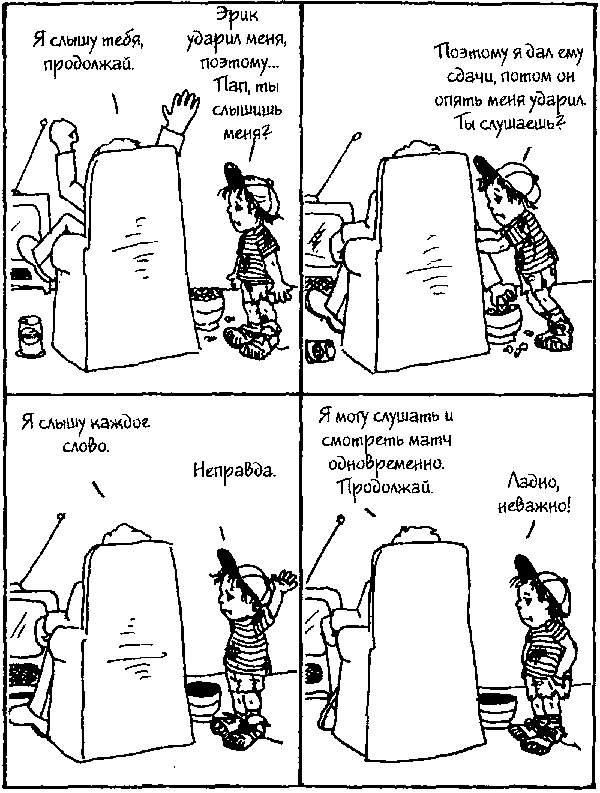 Я слышу тебя,
продолжай.
Эрик
ударил меня,
поэтому...
Пап, ты
слышишь
меня?
Поэтому я дал ему
сдачи, потом он
опять меня ударил.
Ты слушаешь?
Я слышу каждое
слово.
Неправда.
Я могу слушать и
смотреть матч
одновременно.
Продолжай.
Ладно,
неважно!